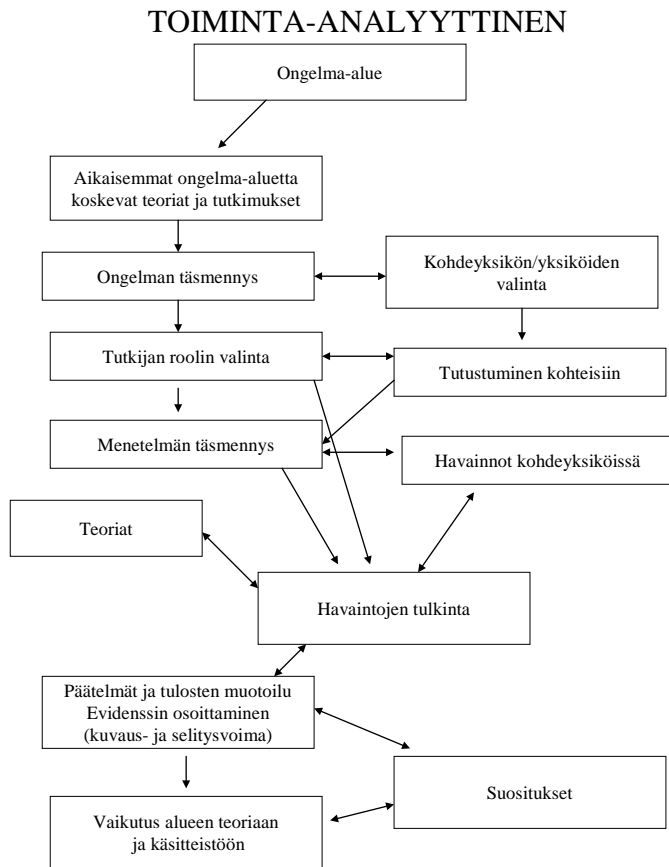 TOIMINTA-ANALYYTTINEN
Ongelma-alue
Aikaisemmat ongelma-aluetta
koskevat teoriat ja tutkimukset
Ongelman täsmennys
Kohdeyksikön/yksiköiden
valinta
Tutkijan roolin valinta
Tutustuminen kohteisiin
Menetelmän täsmennys
Havainnot kohdeyksiköissä
Teoriat
Havaintojen tulkinta
Päätelmät ja tulosten muotoilu
Evidenssin osoittaminen
(kuvaus- ja selitysvoima)
Suositukset
Vaikutus alueen teoriaan
ja käsitteistöön